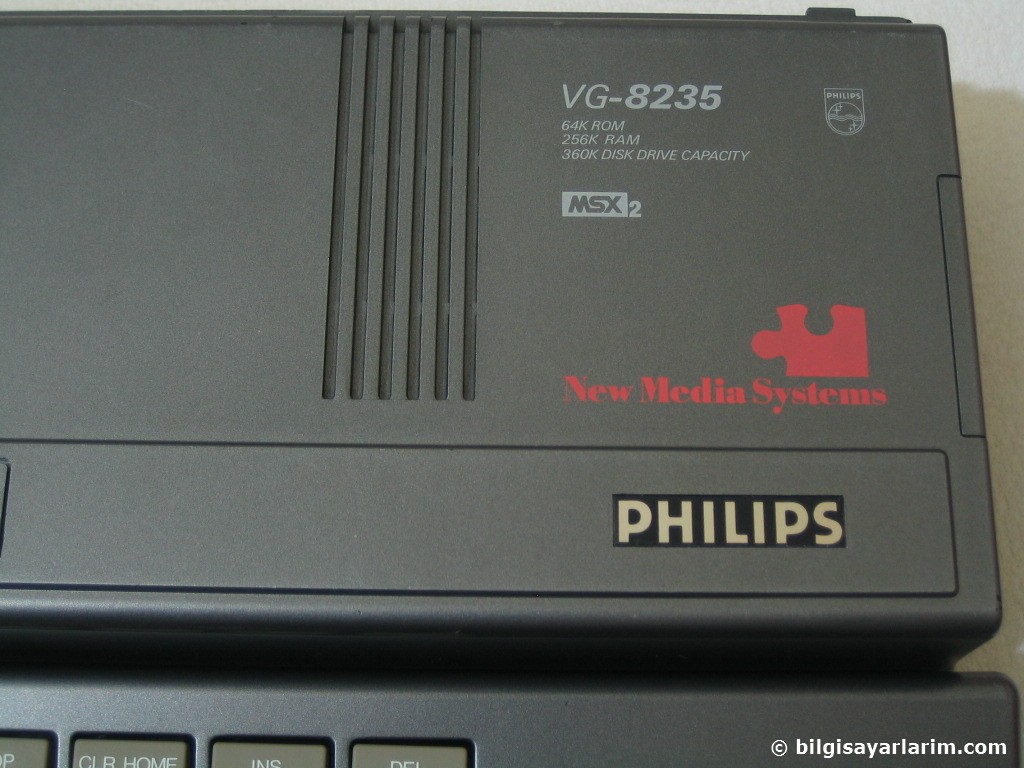 VG-8235
PHILIPS
64K ROM
256K RAM
360K DISK DRIVE CAPACITY
MSX2
New Media Systems
PHILIPS
CLR HOME
INS
DEL
© bilgisayarlarim.com